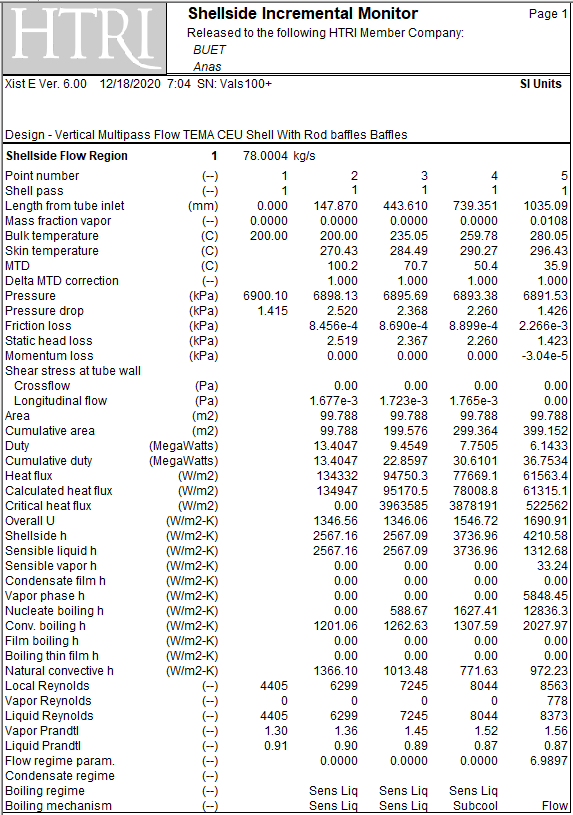 HTRI
Shellside Incremental Monitor Page 1
Released to the following HTRI Member Company:
BUET
Anas
Xist E Ver. 6.00 12/18/2020 7:04 SN: Vals100+ SI Units
Design - Vertical Multipass Flow TEMA CEU Shell With Rod baffles Baffles
Shellside Flow Region 1 78.0004 kg/s
Point number (--) 1 2 3 4 5
Shell pass (--) 1 1 1 1 1
Length from tube inlet (mm) 0.000 147.870 443.610 739.351 1035.09
Mass fraction vapor (--) 0.0000 0.0000 0.0000 0.0000 0.0108
Bulk temperature (C) 200.00 200.00 235.05 259.78 280.05
Skin temperature (C) 270.43 284.49 290.27 296.43
MTD (C) 100.2 70.7 50.4 35.9
Delta MTD correction (--) 1.000 1.000 1.000 1.000
Pressure (kPa) 6900.10 6898.13 6895.69 6893.38 6891.53
Pressure drop (kPa) 1.415 2.520 2.368 2.260 1.426
Friction loss (kPa) 8.456e-4 8.690e-4 8.899e-4 2.266e-3
Static head loss (kPa) 2.519 2.367 2.260 1.423
Momentum loss (kPa) 0.000 0.000 0.000 -3.04e-5
Shear stress at tube wall
Crossflow (Pa) 0.00 0.00 0.00 0.00
Longitudinal flow (Pa) 1.677e-3 1.723e-3 1.765e-3 0.00
Area (m2) 99.788 99.788 99.788 99.788
Cumulative area (m2) 99.788 199.576 299.364 399.152
Duty (MegaWatts) 13.4047 9.4549 7.7505 6.1433
Cumulative duty (MegaWatts) 13.4047 22.8597 30.6101 36.7534
Heat flux (W/m2) 134332 94750.3 77669.1 61563.4
Calculated heat flux (W/m2) 134947 95170.5 78008.8 61315.1
Critical heat flux (W/m2) 0.00 3963585 3878191 522562
Overall U (W/m2-K) 1346.56 1346.06 1546.72 1690.91
Shellside h (W/m2-K) 2567.16 2567.09 3736.96 4210.58
Sensible liquid h (W/m2-K) 2567.16 2567.09 3736.96 1312.68
Sensible vapor h (W/m2-K) 0.00 0.00 0.00 33.24
Condensate film h (W/m2-K) 0.00 0.00 0.00 0.00
Vapor phase h (W/m2-K) 0.00 0.00 0.00 5848.45
Nucleate boiling h (W/m2-K) 0.00 588.67 1627.41 12836.3
Conv. boiling h (W/m2-K) 1201.06 1262.63 1307.59 2027.97
Film boiling h (W/m2-K) 0.00 0.00 0.00 0.00
Boiling thin film h (W/m2-K) 0.00 0.00 0.00 0.00
Natural convective h (W/m2-K) 1366.10 1013.48 771.63 972.23
Local Reynolds (--) 4405 6299 7245 8044 8563
Vapor Reynolds (--) 0 0 0 0 778
Liquid Reynolds (--) 4405 6299 7245 8044 8373
Vapor Prandtl (--) 1.30 1.36 1.45 1.52 1.56
Liquid Prandtl (--) 0.91 0.90 0.89 0.87 0.87
Flow regime param. (--) 0.0000 0.0000 0.0000 6.9897
Condensate regime (--)
Boiling regime (--) Sens Liq Sens Liq Sens Liq
Boiling mechanism (--) Sens Liq Sens Liq Subcool Flow